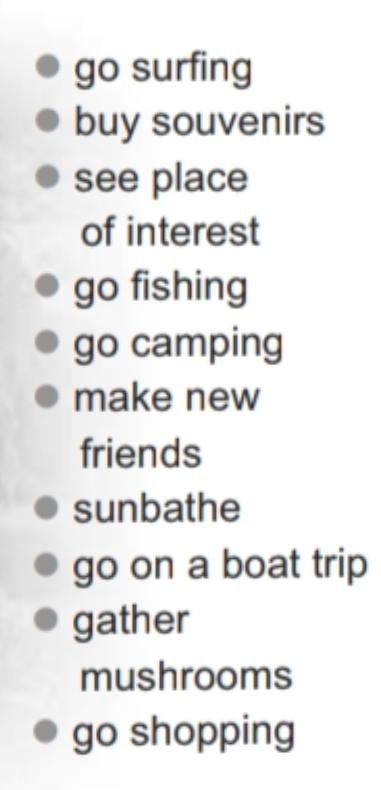 ● go surfing
● buy souvenirs
● see place
of interest
● go fishing
● go camping
● make new
friends
● sunbathe
● go on a boat trip
● gather
mushrooms
● go shopping